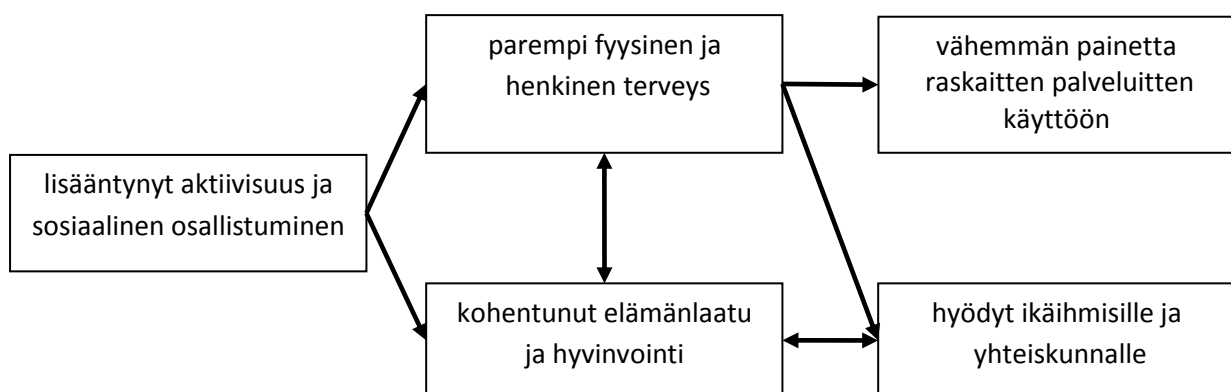 lisääntynyt aktiivisuus ja
sosiaalinen osallistuminen
parempi fyysinen ja
henkinen terveys
kohentunut elämänlaatu
ja hyvinvointi
vähemmän painetta
raskaitten palveluitten
käyttöön
hyödyt ikäihmisille ja
yhteiskunnalle